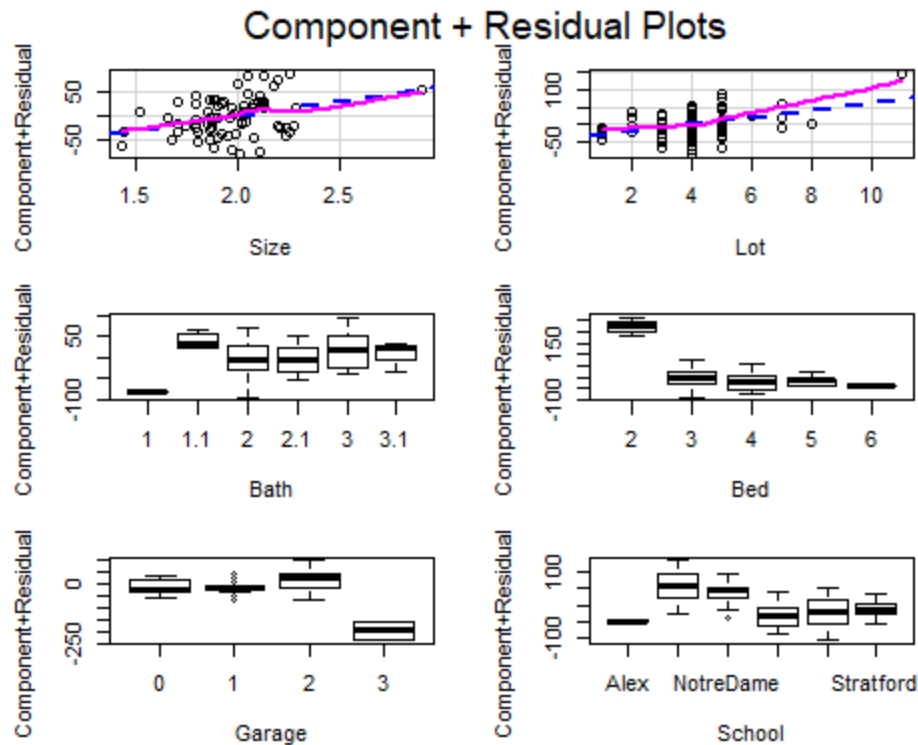 Component + Residual Plots
Component+Residual
50
-50
1.5 2.0 2.5
Size
Component+Residual
100
-50
2 4 6 8 10
Lot
Component+Residual
50
-100
1 1.1 2 2.1 3 3.1
Bath
Component+Residual
150
-100
2 3 4 5 6
Bed
Component+Residual
0
-250
0 1 2 3
Garage
Component+Residual
100
-100
Alex NotreDame Stratford
School